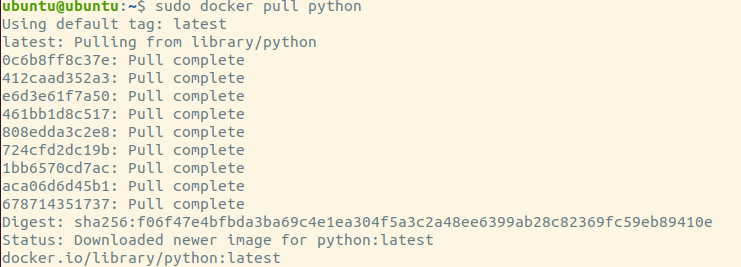 ubuntu@ubuntu:~$ sudo docker pull python
Using default tag: latest
latest: Pulling from library/python
0c6b8ff8c37e: Pull complete
412caad352a3: Pull complete
e6d3e61f7a50: Pull complete
461bb1d8c517: Pull complete
808edda3c2e8: Pull complete
724cfd2dc19b: Pull complete
1bb6570cd7ac: Pull complete
aca06d6d45b1: Pull complete
678714351737: Pull complete
Digest: sha256:f06f47e4bfbda3ba69c4e1ea304f5a3c2a48ee6399ab28c82369fc59eb89410e
Status: Downloaded newer image for python:latest
docker.io/library/python:latest